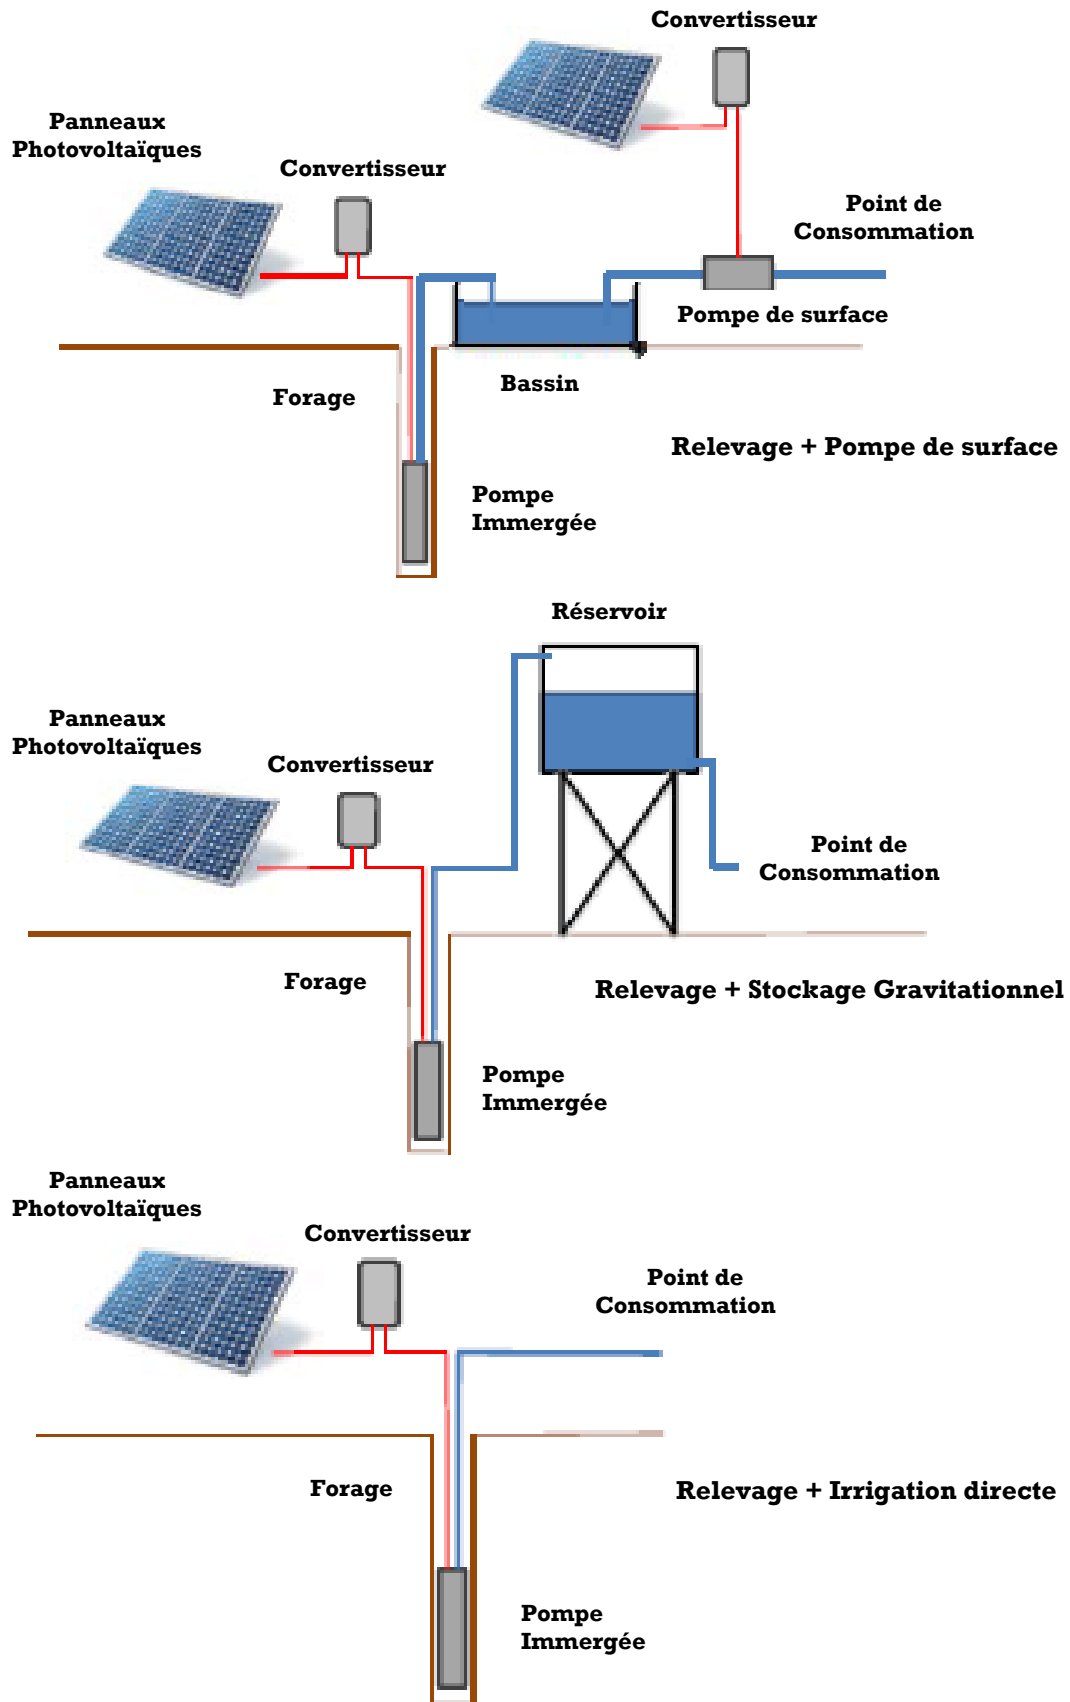 Convertisseur
Panneaux
Photovoltaïques
Convertisseur
Point de
Consommation
Pompe de surface
Bassin
Forage
Relevage + Pompe de surface
Pompe
Immergée
Réservoir
Panneaux
Photovoltaïques
Convertisseur
Point de
Consommation
Forage
Relevage + Stockage Gravitationnel
Pompe
Immergée
Panneaux
Photovoltaïques
Convertisseur
Point de
Consommation
Forage
Relevage + Irrigation directe
Pompe
Immergée